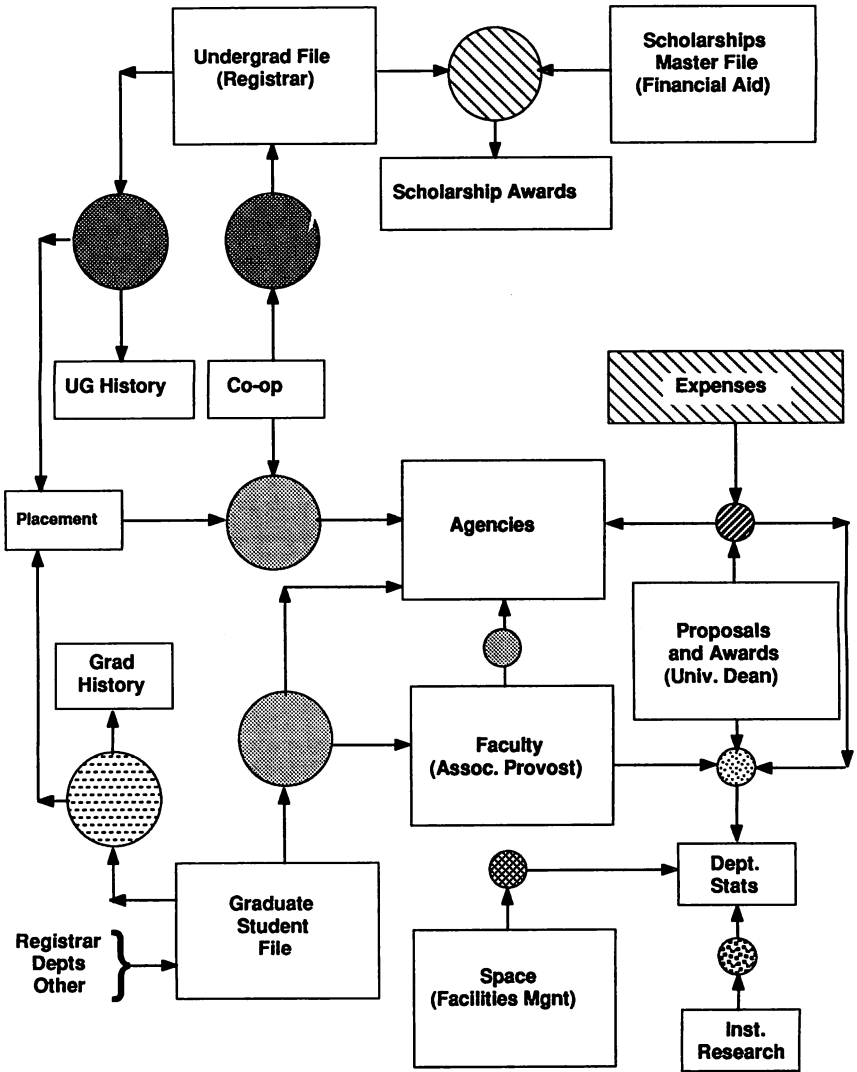 Undergrad File
(Registrar)
Scholarships
Master File
(Financial Aid)
Scholarship Awards
UG History
Co-op
Expenses
Placement
Agencies
Proposals
and Awards
(Univ. Dean)
Grad
History
Faculty
(Assoc. Provost)
Dept.
Stats
Graduate
Student
File
Registrar
Depts
Other
Space
(Facilities Mgnt)
Inst.
Research